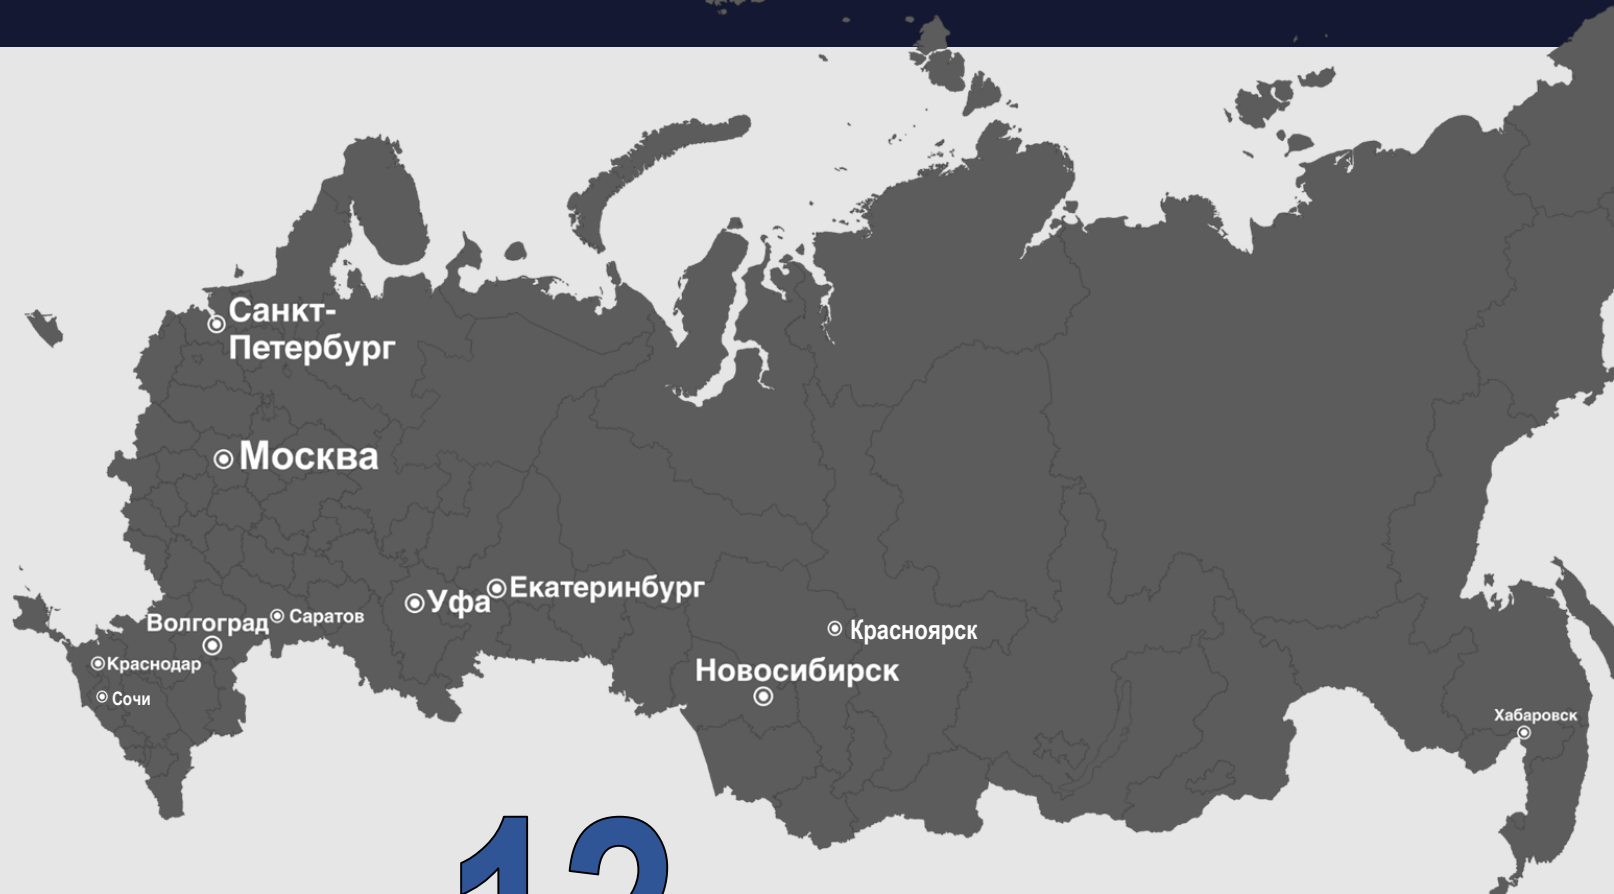 Санкт-
Петербург
Москва
Екатеринбург
Уфа
Саратов
Волгоград
Красноярск
Краснодар
Новосибирск
Сочи
Хабаровск
12